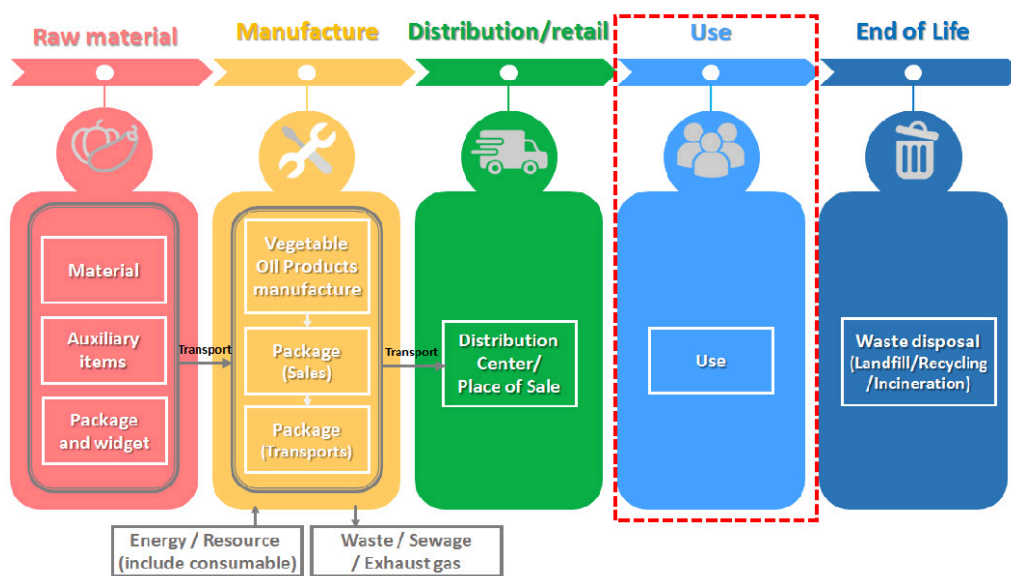 Raw material
Manufacture
Distribution/retail
Use
End of Life
Material
Auxiliary
items
Package
and widget
Transport
Vegetable
Oil Products
manufacture
Package
(Sales)
Package
(Transports)
Transport
Distribution
Center/
Place of Sale
Use
Waste disposal
(Landfill/Recycling
/Incineration)
Energy / Resource
(include consumable)
Waste / Sewage
/ Exhaust gas